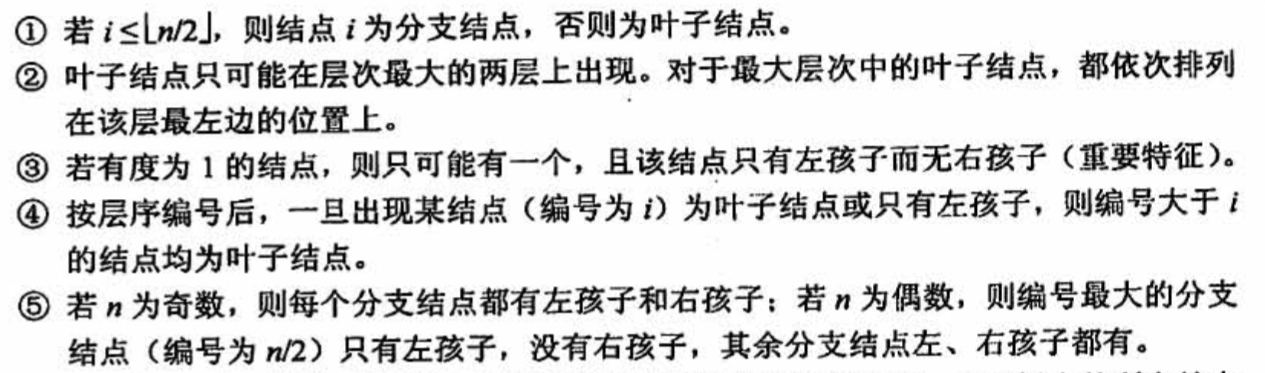 ① 若 i≤⌊n/2⌋，则结点 i 为分支结点，否则为叶子结点。
② 叶子结点只可能在层次最大的两层上出现。对于最大层次中的叶子结点，都依次排列
在该层最左边的位置上。
③ 若有度为 1 的结点，则只可能有一个，且该结点只有左孩子而无右孩子（重要特征）。
④ 按层序编号后，一旦出现某结点（编号为 i）为叶子结点或只有左孩子，则编号大于 i
的结点均为叶子结点。
⑤ 若 n 为奇数，则每个分支结点都有左孩子和右孩子；若 n 为偶数，则编号最大的分支
结点（编号为 n/2）只有左孩子，没有右孩子，其余分支结点左、右孩子都有。